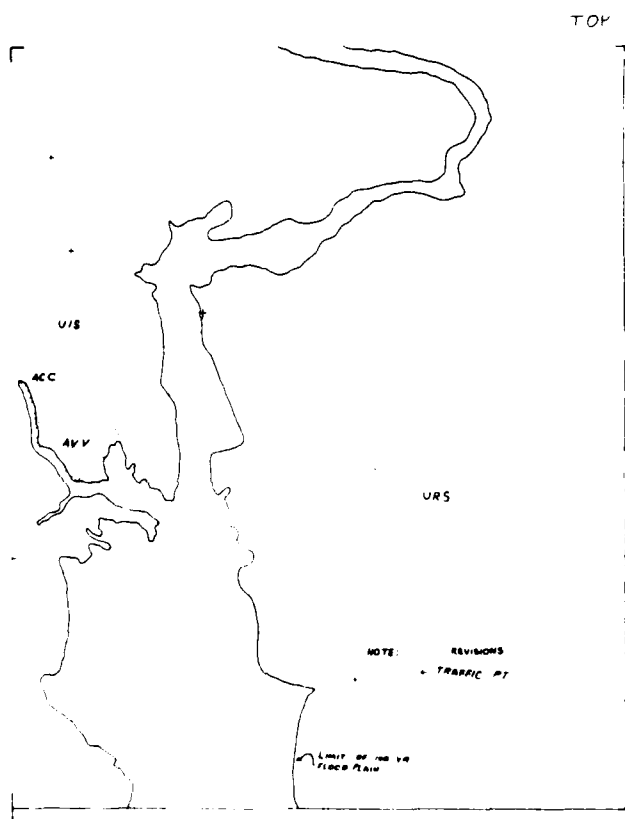 TOP
UIS
ACC
AVV
URS
NOTE: REVISIONS
+ TRAFFIC PT
LIMIT OF 100 YR
FLOOD PLAIN